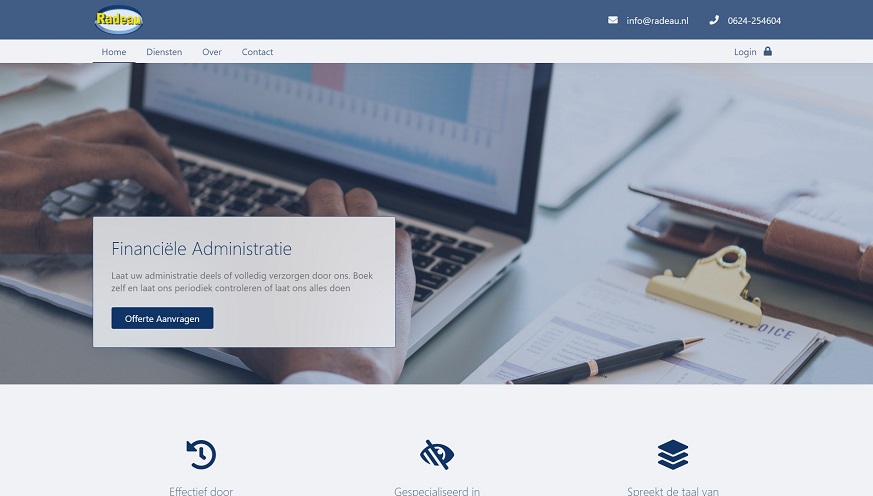 Radeau
info@radeau.nl
0624-254604
Home
Diensten
Over
Contact
Login
Financiële Administratie
Laat uw administratie deels of volledig verzorgen door ons. Boek
zelf en laat ons periodiek controleren of laat ons alles doen
Offerte Aanvragen
INVOICE
Effectief door
Gespecialiseerd in
Spreekt de taal van